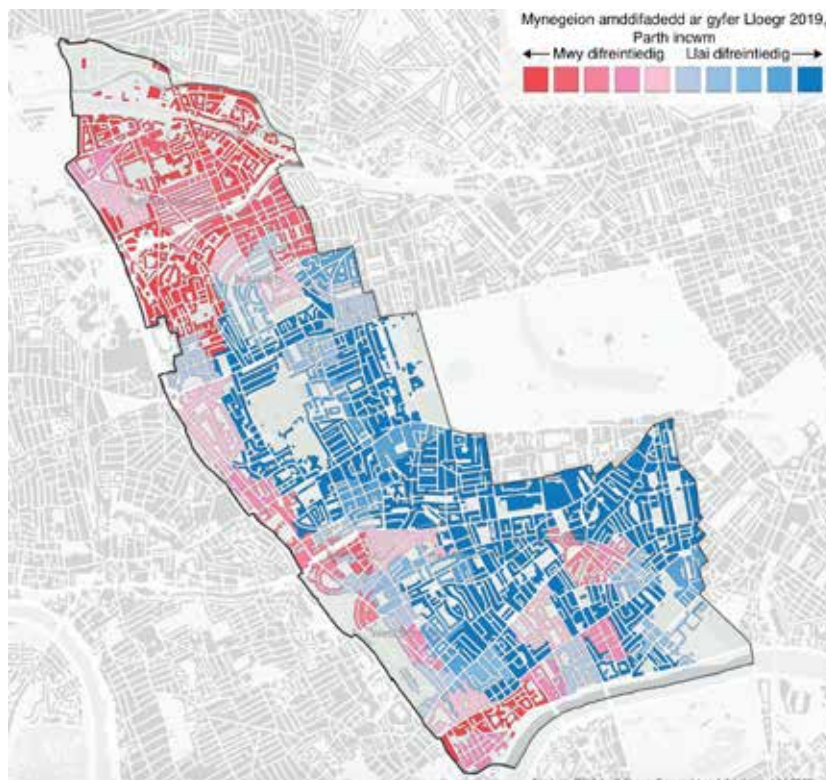 Mynegeion amddifadedd ar gyfer Lloegr 2019,
Parth incwm
Mwy difreintiedig Llai difreintiedig